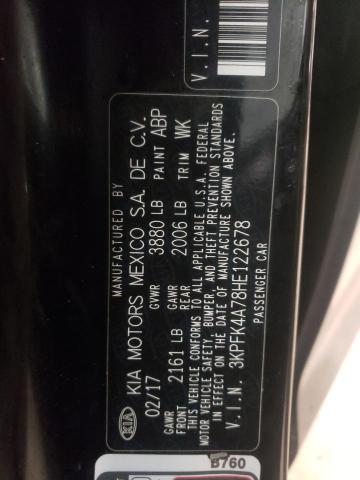 MANUFACTURED BY
KIA KIA MOTORS MEXICO S.A. DE C.V.
02/17 GVWR 3880 LB PAINT ABP
GAWR FRONT 2161 LB GAWR REAR 2006 LB TRIM WK
THIS VEHICLE CONFORMS TO ALL APPLICABLE U.S.A. FEDERAL
MOTOR VEHICLE SAFETY, BUMPER, AND THEFT PREVENTION STANDARDS
IN EFFECT ON THE DATE OF MANUFACTURE SHOWN ABOVE.
V.I.N. 3KPFK4A78HE122678
PASSENGER CAR
V.I.N.
B760